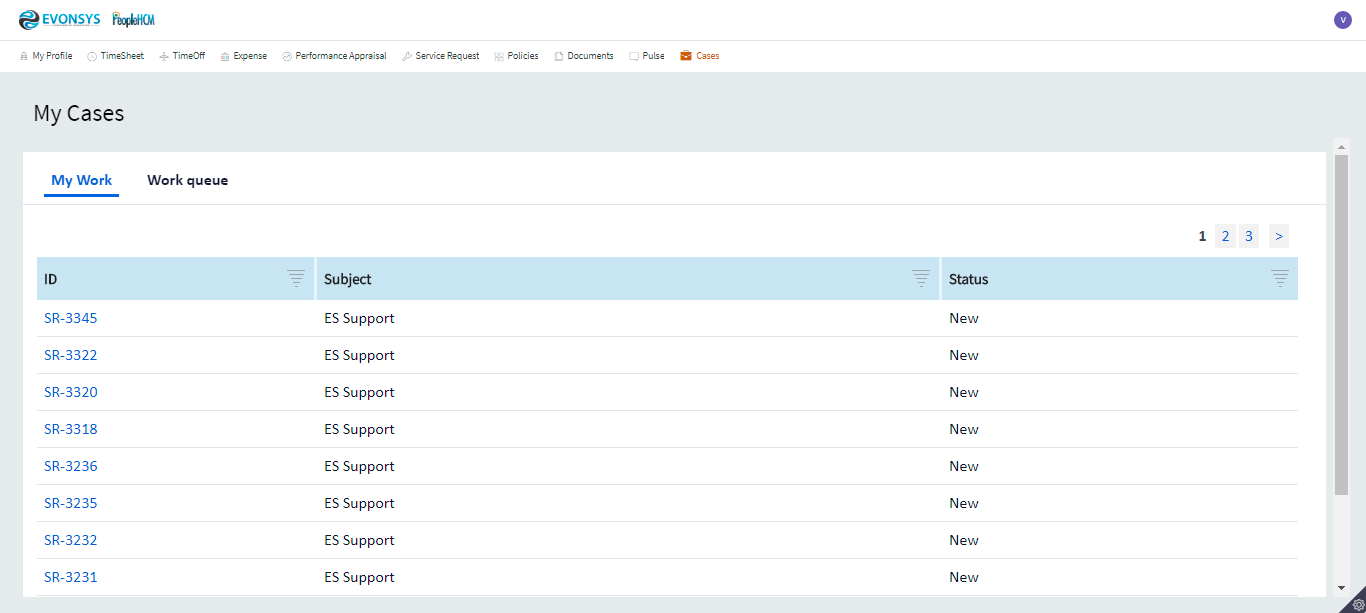 EVONSYS PeopleHCM V
My Profile TimeSheet TimeOff Expense Performance Appraisal Service Request Policies Documents Pulse Cases
My Cases
My Work Work queue
1 2 3 >
ID Subject Status
SR-3345 ES Support New
SR-3322 ES Support New
SR-3320 ES Support New
SR-3318 ES Support New
SR-3236 ES Support New
SR-3235 ES Support New
SR-3232 ES Support New
SR-3231 ES Support New